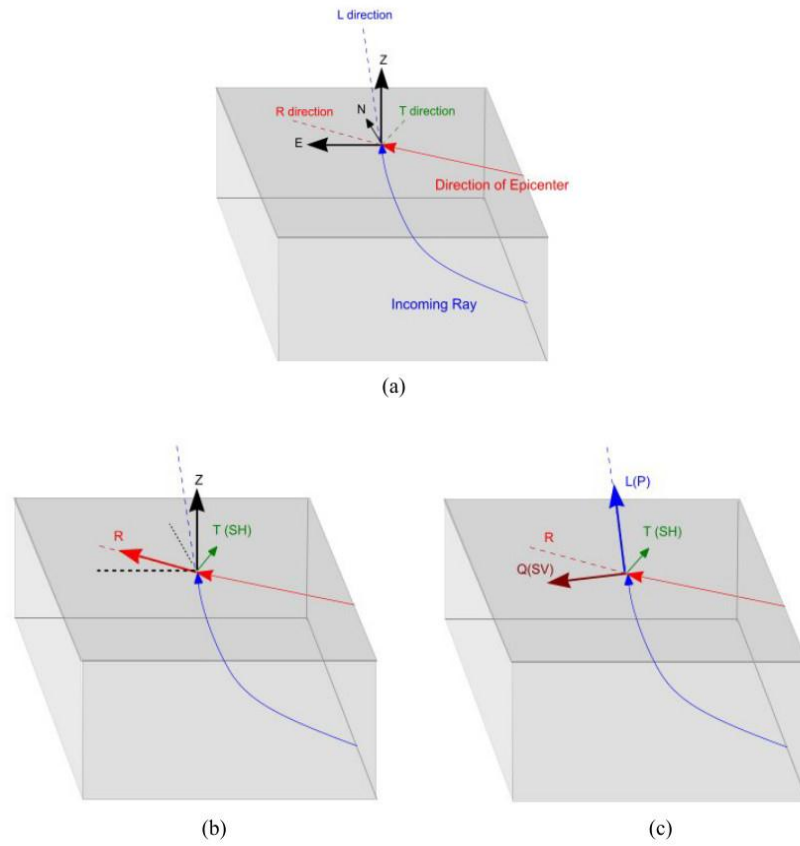 L direction
Z
R direction
N
T direction
E
Direction of Epicenter
Incoming Ray
(a)
Z
R
T (SH)
(b)
L(P)
R
T (SH)
Q(SV)
(c)